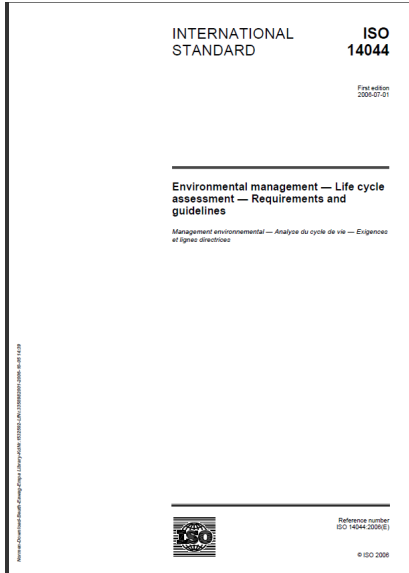 INTERNATIONAL
STANDARD
ISO
14044
First edition
2006-07-01
Environmental management — Life cycle
assessment — Requirements and
guidelines
Management environnemental — Analyse du cycle de vie — Exigences
et lignes directrices
ISO
Reference number
ISO 14044:2006(E)
© ISO 2006